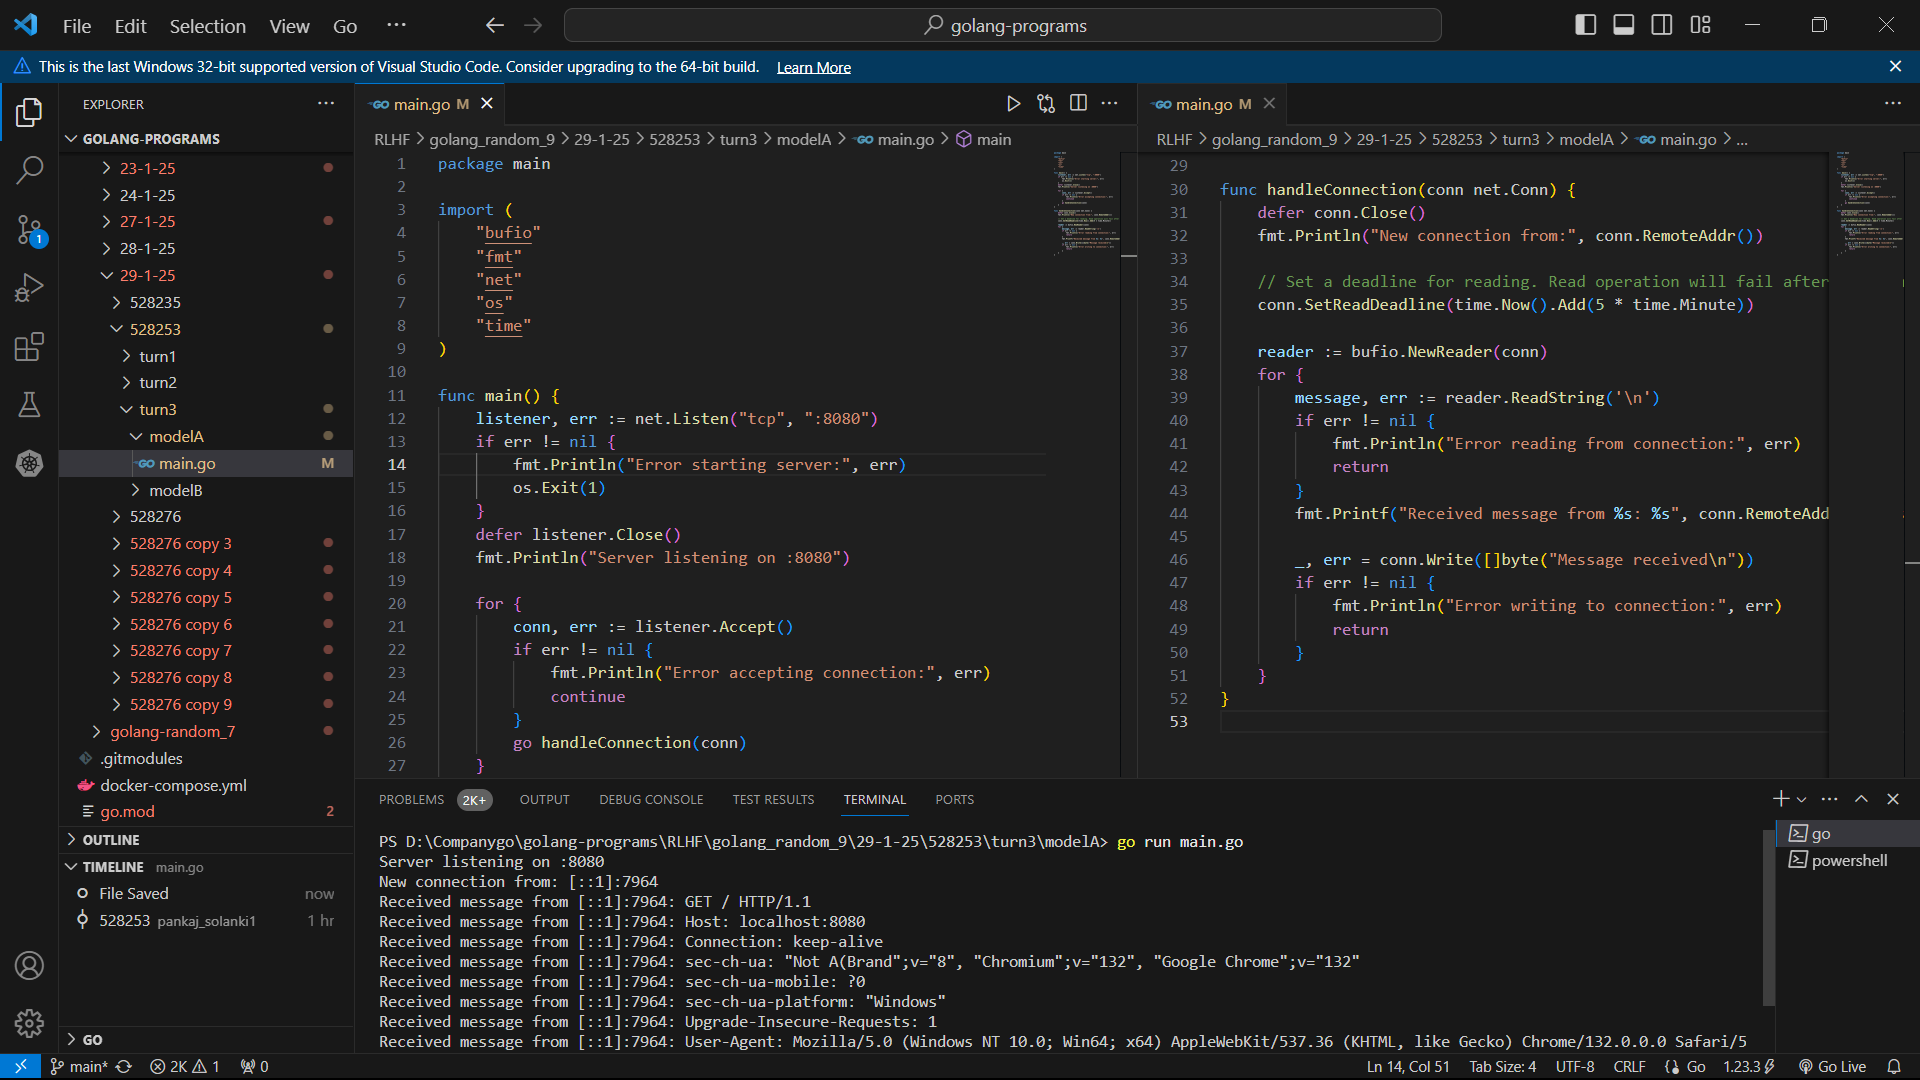 File Edit Selection View Go ··· golang-programs
This is the last Windows 32-bit supported version of Visual Studio Code. Consider upgrading to the 64-bit build. Learn More
EXPLORER
GOLANG-PROGRAMS
23-1-25
24-1-25
27-1-25
28-1-25
29-1-25
528235
528253
turn1
turn2
turn3
modelA
main.go M
modelB
528276
528276 copy 3
528276 copy 4
528276 copy 5
528276 copy 6
528276 copy 7
528276 copy 8
528276 copy 9
golang-random_7
.gitmodules
docker-compose.yml
go.mod 2
OUTLINE
TIMELINE main.go
File Saved now
528253 pankaj_solanki1 1 hr
GO
1
main.go M
RLHF > golang_random_9 > 29-1-25 > 528253 > turn3 > modelA > main.go > main
1 package main
2
3 import (
4 "bufio"
5 "fmt"
6 "net"
7 "os"
8 "time"
9 )
10
11 func main() {
12 listener, err := net.Listen("tcp", ":8080")
13 if err != nil {
14 fmt.Println("Error starting server:", err)
15 os.Exit(1)
16 }
17 defer listener.Close()
18 fmt.Println("Server listening on :8080")
19
20 for {
21 conn, err := listener.Accept()
22 if err != nil {
23 fmt.Println("Error accepting connection:", err)
24 continue
25 }
26 go handleConnection(conn)
27 }
main.go M
RLHF > golang_random_9 > 29-1-25 > 528253 > turn3 > modelA > main.go > ...
29
30 func handleConnection(conn net.Conn) {
31 defer conn.Close()
32 fmt.Println("New connection from:", conn.RemoteAddr())
33
34 // Set a deadline for reading. Read operation will fail after
35 conn.SetReadDeadline(time.Now().Add(5 * time.Minute))
36
37 reader := bufio.NewReader(conn)
38 for {
39 message, err := reader.ReadString('\n')
40 if err != nil {
41 fmt.Println("Error reading from connection:", err)
42 return
43 }
44 fmt.Printf("Received message from %s: %s", conn.RemoteAdd
45
46 _, err = conn.Write([]byte("Message received\n"))
47 if err != nil {
48 fmt.Println("Error writing to connection:", err)
49 return
50 }
51 }
52 }
53
PROBLEMS 2K+ OUTPUT DEBUG CONSOLE TEST RESULTS TERMINAL PORTS
PS D:\Companygo\golang-programs\RLHF\golang_random_9\29-1-25\528253\turn3\modelA> go run main.go
Server listening on :8080
New connection from: [::1]:7964
Received message from [::1]:7964: GET / HTTP/1.1
Received message from [::1]:7964: Host: localhost:8080
Received message from [::1]:7964: Connection: keep-alive
Received message from [::1]:7964: sec-ch-ua: "Not A(Brand";v="8", "Chromium";v="132", "Google Chrome";v="132"
Received message from [::1]:7964: sec-ch-ua-mobile: ?0
Received message from [::1]:7964: sec-ch-ua-platform: "Windows"
Received message from [::1]:7964: Upgrade-Insecure-Requests: 1
Received message from [::1]:7964: User-Agent: Mozilla/5.0 (Windows NT 10.0; Win64; x64) AppleWebKit/537.36 (KHTML, like Gecko) Chrome/132.0.0.0 Safari/5
go
powershell
main* 2K 1 0 Ln 14, Col 51 Tab Size: 4 UTF-8 CRLF {} Go 1.23.3 Go Live